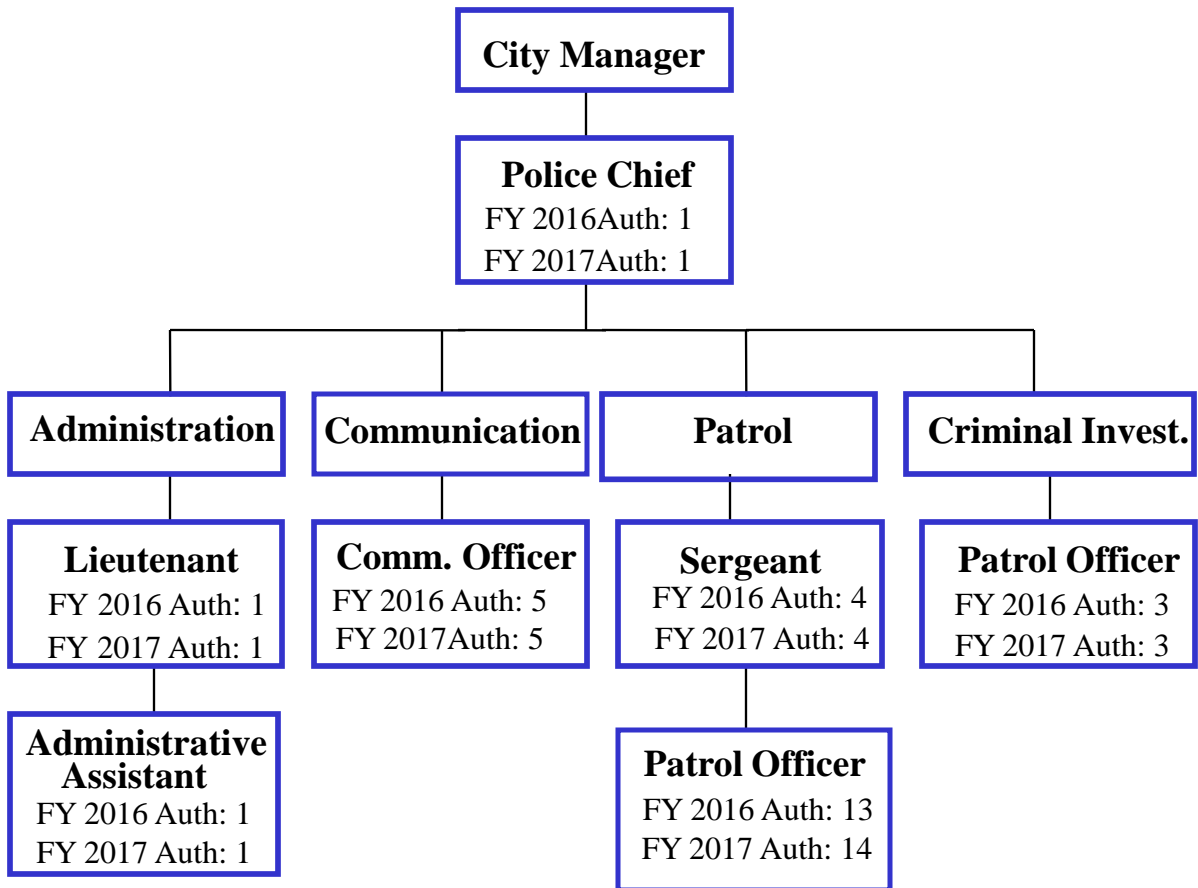 City Manager
Police Chief
FY 2016Auth: 1
FY 2017Auth: 1
Administration
Communication
Patrol
Criminal Invest.
Lieutenant
FY 2016 Auth: 1
FY 2017 Auth: 1
Comm. Officer
FY 2016 Auth: 5
FY 2017Auth: 5
Sergeant
FY 2016 Auth: 4
FY 2017 Auth: 4
Patrol Officer
FY 2016 Auth: 3
FY 2017 Auth: 3
Administrative
Assistant
FY 2016 Auth: 1
FY 2017 Auth: 1
Patrol Officer
FY 2016 Auth: 13
FY 2017 Auth: 14